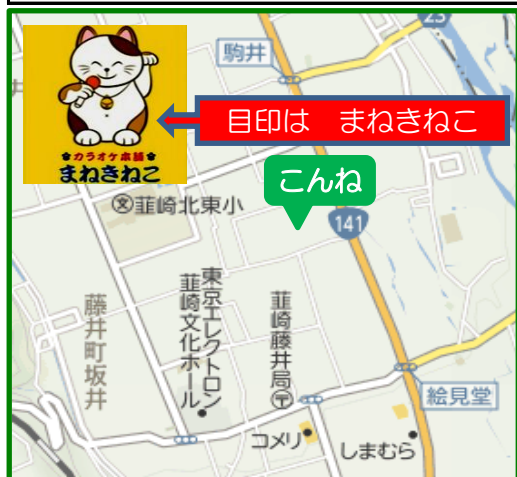 23
駒井
目印は　まねきねこ
カラオケ本舗
まねきねこ
こんね
文
韮崎北東小
141
東京エレクトロン
韮崎文化ホール
韮崎藤井局
〒
藤井町坂井
絵見堂
コメリ
しまむら